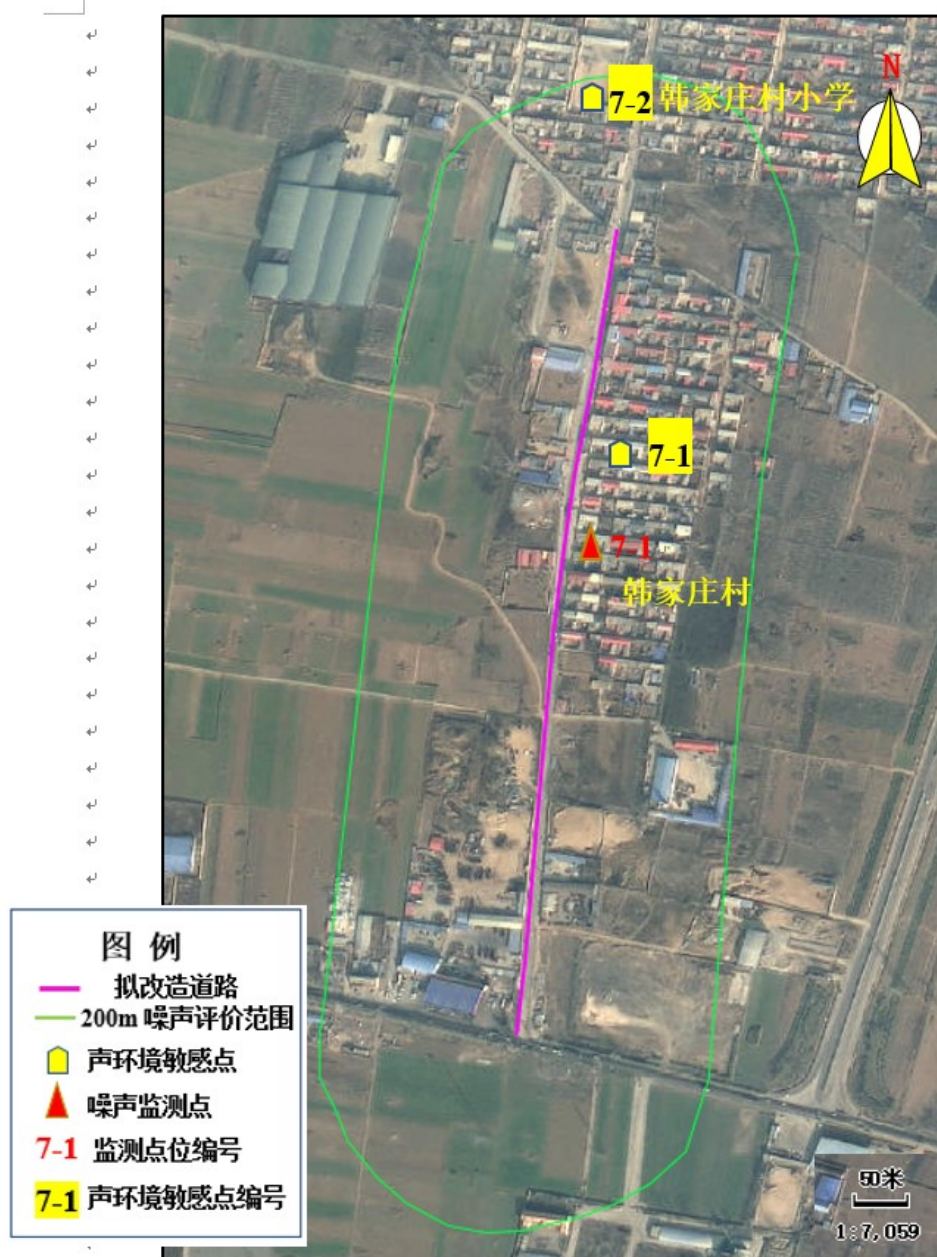 7-2 韩家庄村小学
N
7-1
7-1
韩家庄村
图 例
拟改造道路
200m 噪声评价范围
声环境敏感点
噪声监测点
7-1 监测点位编号
7-1 声环境敏感点编号
50米
1:7,059